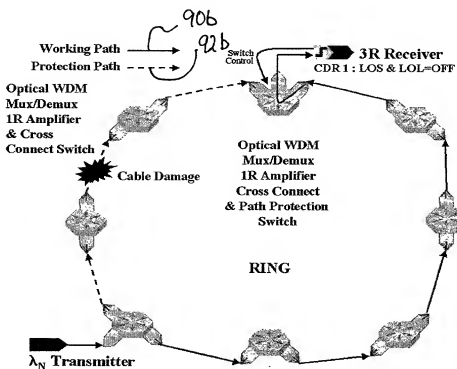 90b
Working Path
92b
Protection Path
Switch
Control
3R Receiver
CDR 1 : LOS & LOL=OFF
Optical WDM
Mux/Demux
1R Amplifier
& Cross
Connect Switch
Cable Damage
Optical WDM
Mux/Demux
1R Amplifier
Cross Connect
& Path Protection
Switch
RING
λN Transmitter